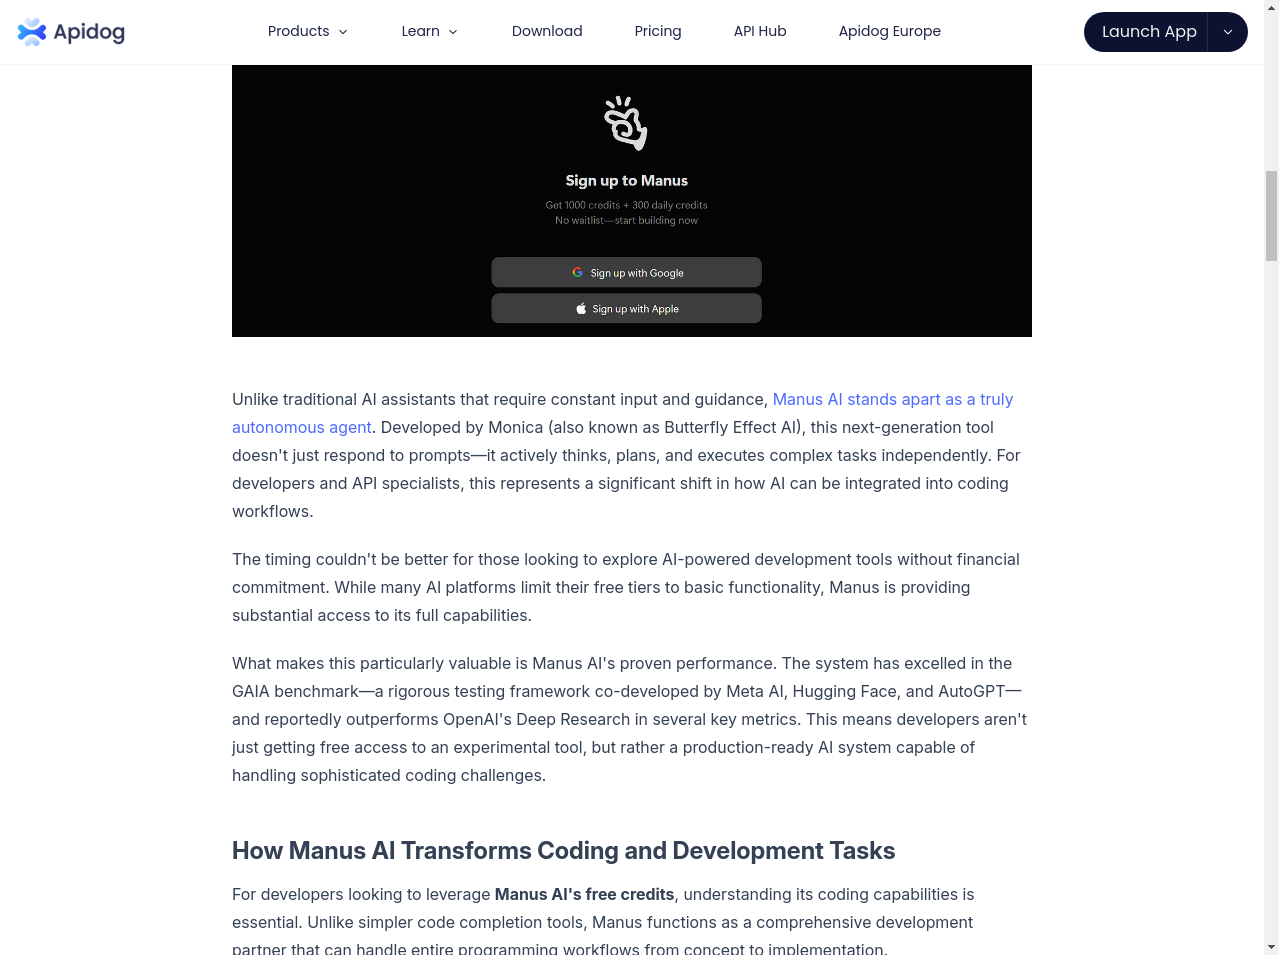 Apidog
Products
Learn
Download
Pricing
API Hub
Apidog Europe
Launch App
Sign up to Manus
Get 1000 credits + 300 daily credits
No waitlist—start building now
Sign up with Google
Sign up with Apple
Unlike traditional AI assistants that require constant input and guidance, Manus AI stands apart as a truly
autonomous agent. Developed by Monica (also known as Butterfly Effect AI), this next-generation tool
doesn't just respond to prompts—it actively thinks, plans, and executes complex tasks independently. For
developers and API specialists, this represents a significant shift in how AI can be integrated into coding
workflows.
The timing couldn't be better for those looking to explore AI-powered development tools without financial
commitment. While many AI platforms limit their free tiers to basic functionality, Manus is providing
substantial access to its full capabilities.
What makes this particularly valuable is Manus AI's proven performance. The system has excelled in the
GAIA benchmark—a rigorous testing framework co-developed by Meta AI, Hugging Face, and AutoGPT—
and reportedly outperforms OpenAI's Deep Research in several key metrics. This means developers aren't
just getting free access to an experimental tool, but rather a production-ready AI system capable of
handling sophisticated coding challenges.
How Manus AI Transforms Coding and Development Tasks
For developers looking to leverage Manus AI's free credits, understanding its coding capabilities is
essential. Unlike simpler code completion tools, Manus functions as a comprehensive development
partner that can handle entire programming workflows from concept to implementation.